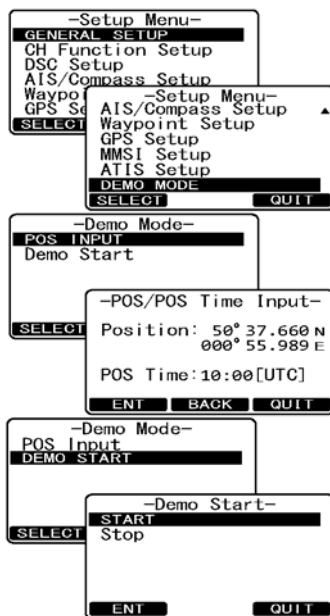 -Setup Menu-
GENERAL SETUP
CH Function Setup
DSC Setup
AIS/Compass Setup
GPS
SELECT
-Setup Menu-
AIS/Compass Setup
Waypoint Setup
GPS Setup
MMSI Setup
ATIS Setup
DEMO MODE
SELECT QUIT
-Demo Mode-
POS INPUT
Demo Start
SELECT
-POS/POS Time Input-
Position: 50°37.660 N
000°55.989 E
POS Time:10:00[UTC]
ENT BACK QUIT
-Demo Mode-
POS Input
DEMO START
SELECT
-Demo Start-
START
Stop
ENT QUIT